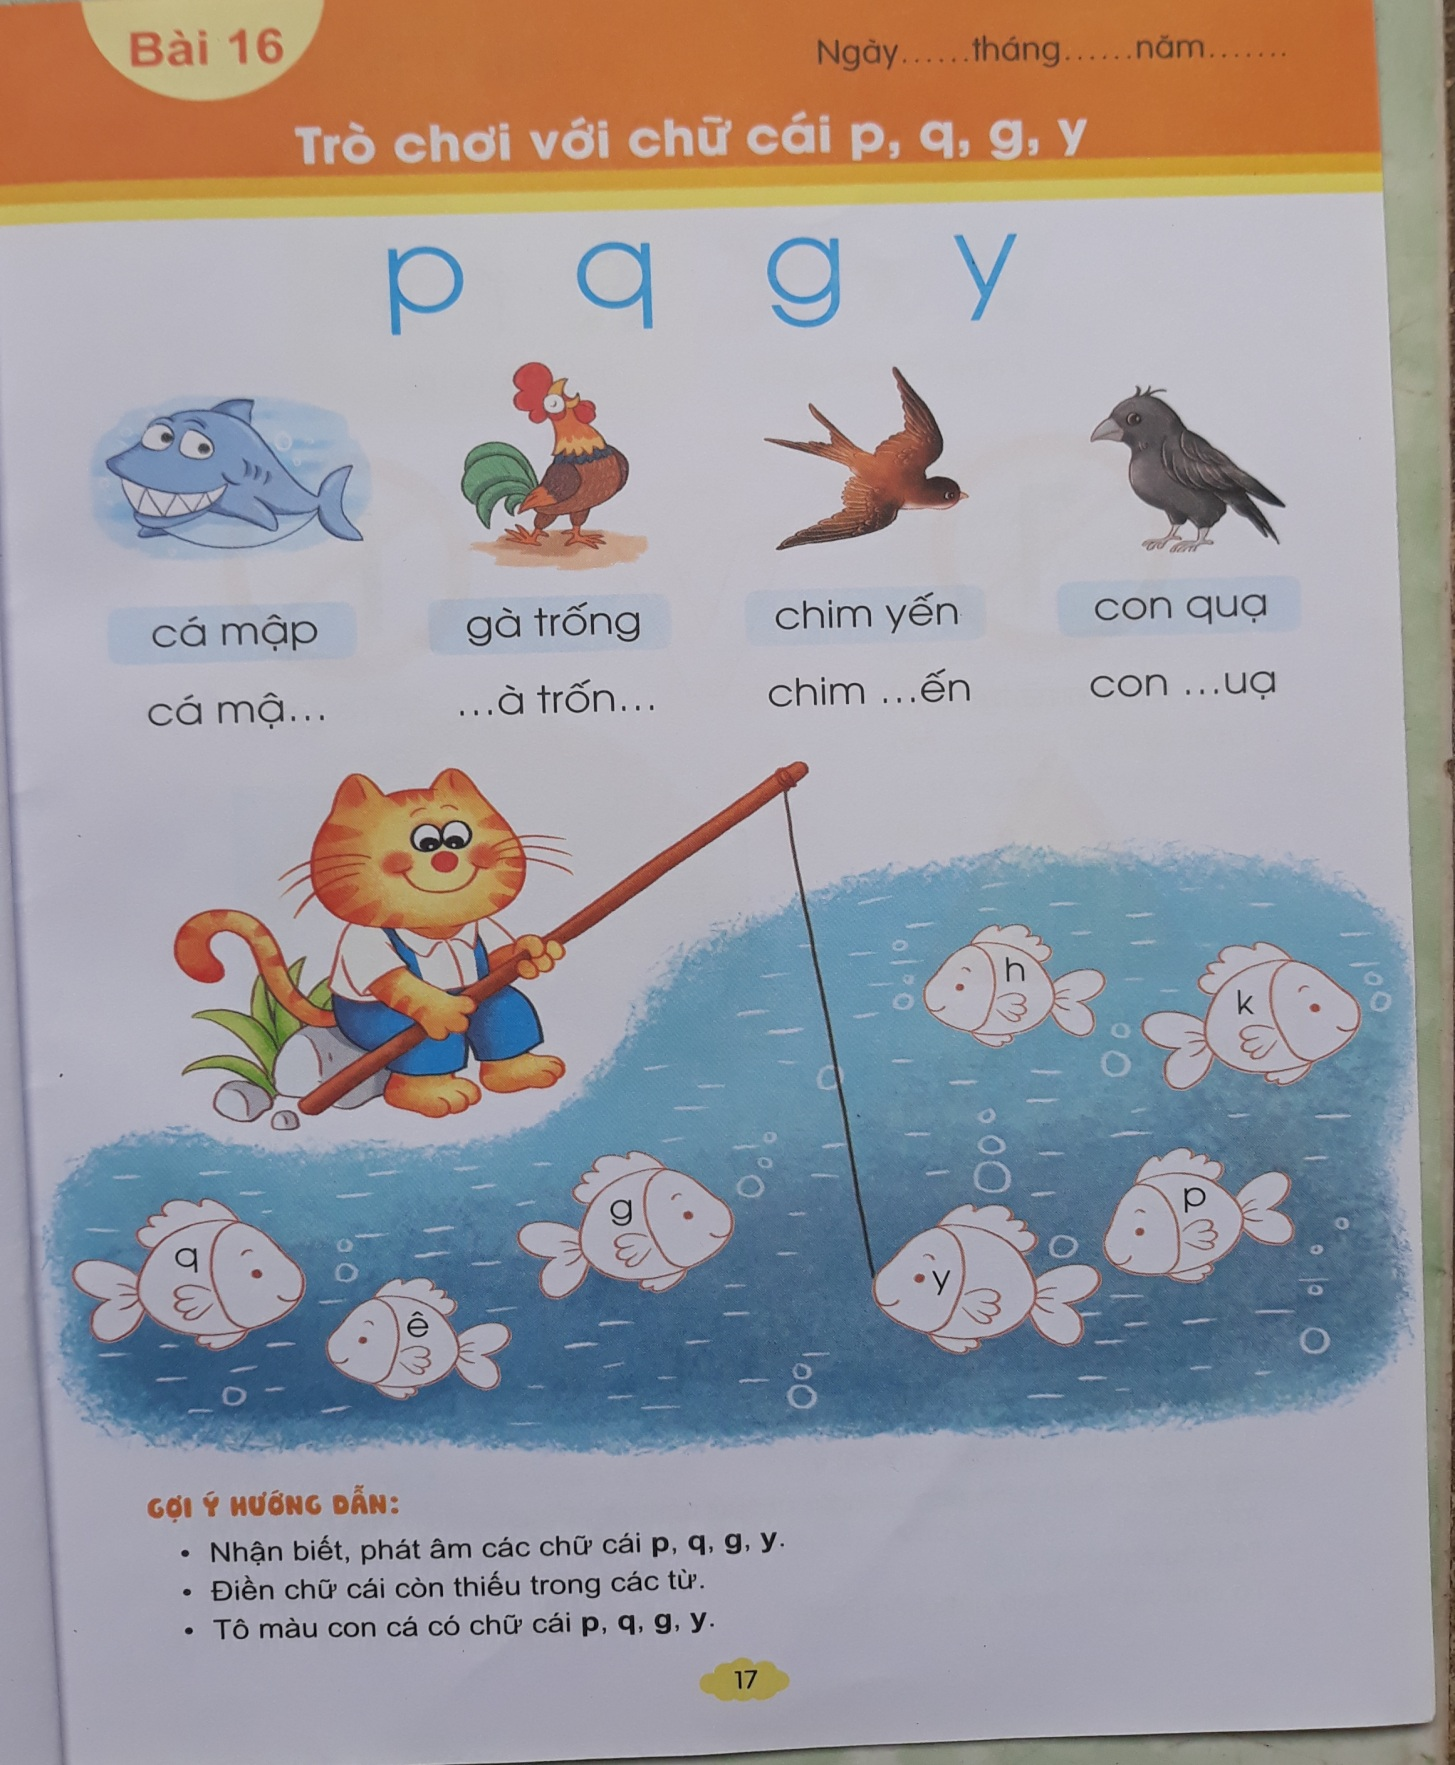 Bài 16
Ngày......tháng......năm.......
Trò chơi với chữ cái p, q, g, y
p q g y
cá mập gà trống chim yến con quạ
cá mậ... ...à trốn... chim ...ến con ...uạ
h
k
g
p
q
y
ê
GỢI Ý HƯỚNG DẪN:
• Nhận biết, phát âm các chữ cái p, q, g, y.
• Điền chữ cái còn thiếu trong các từ.
• Tô màu con cá có chữ cái p, q, g, y.
17